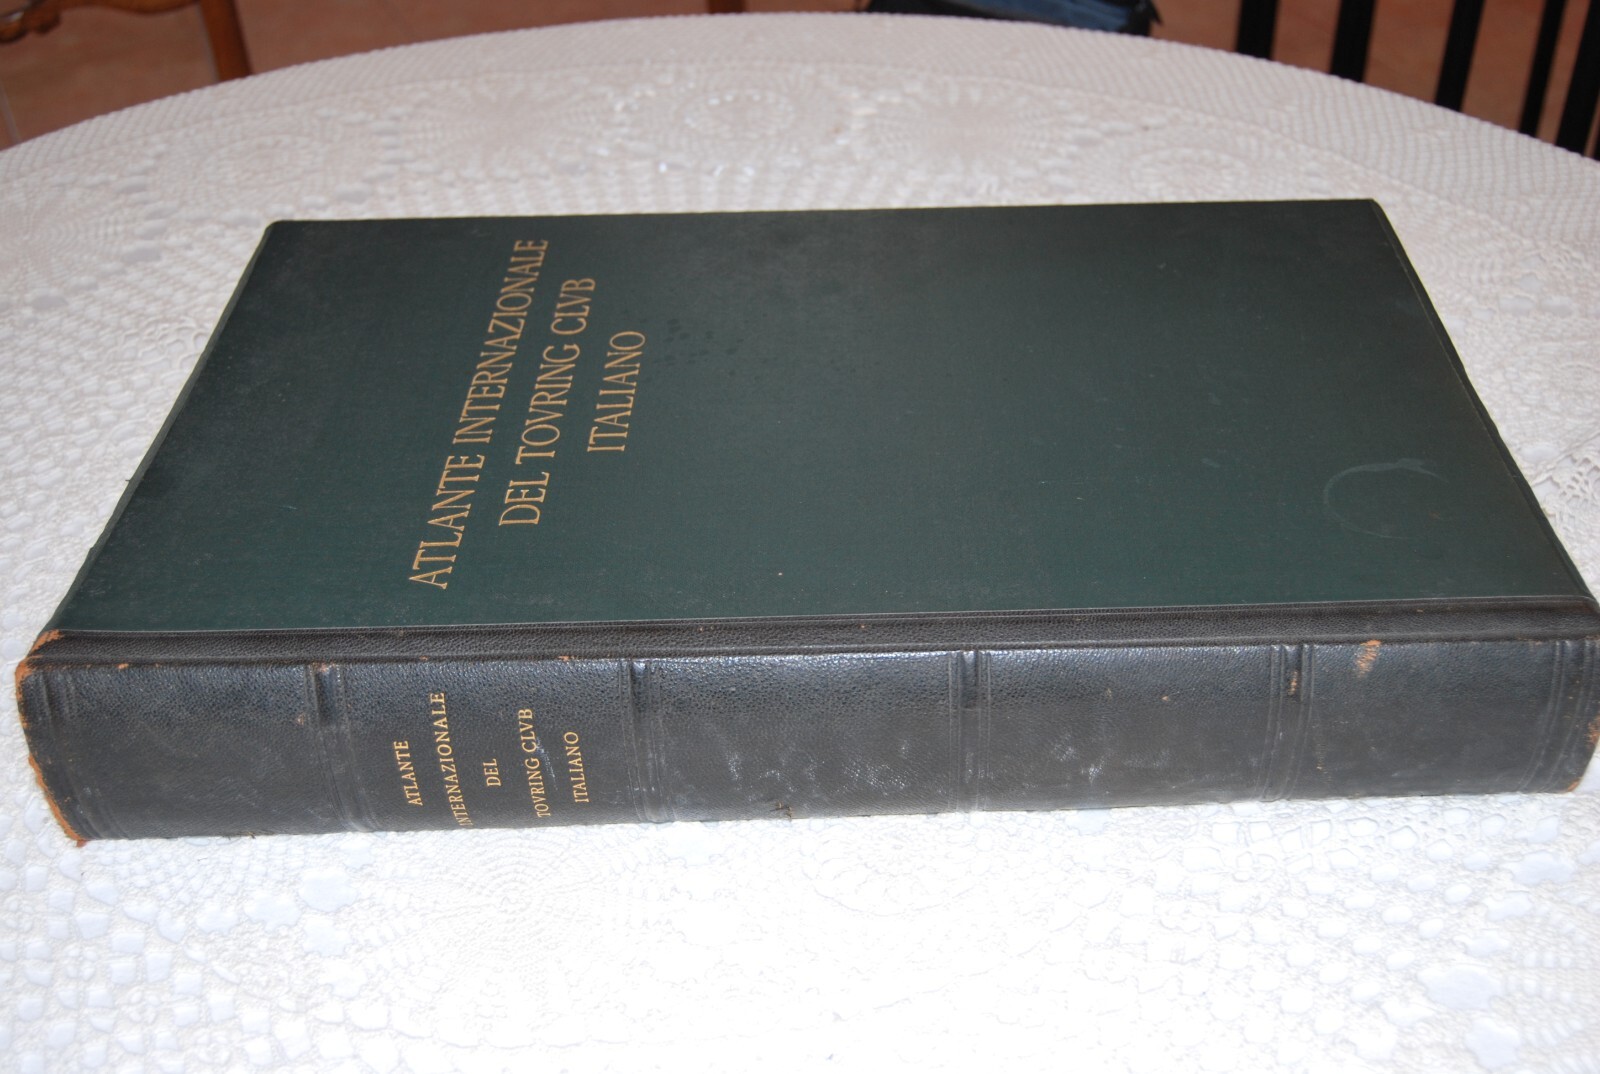 ATLANTE INTERNAZIONALE
DEL TOVRING CLVB
ITALIANO
ATLANTE
INTERNAZIONALE
DEL
TOVRING CLVB
ITALIANO